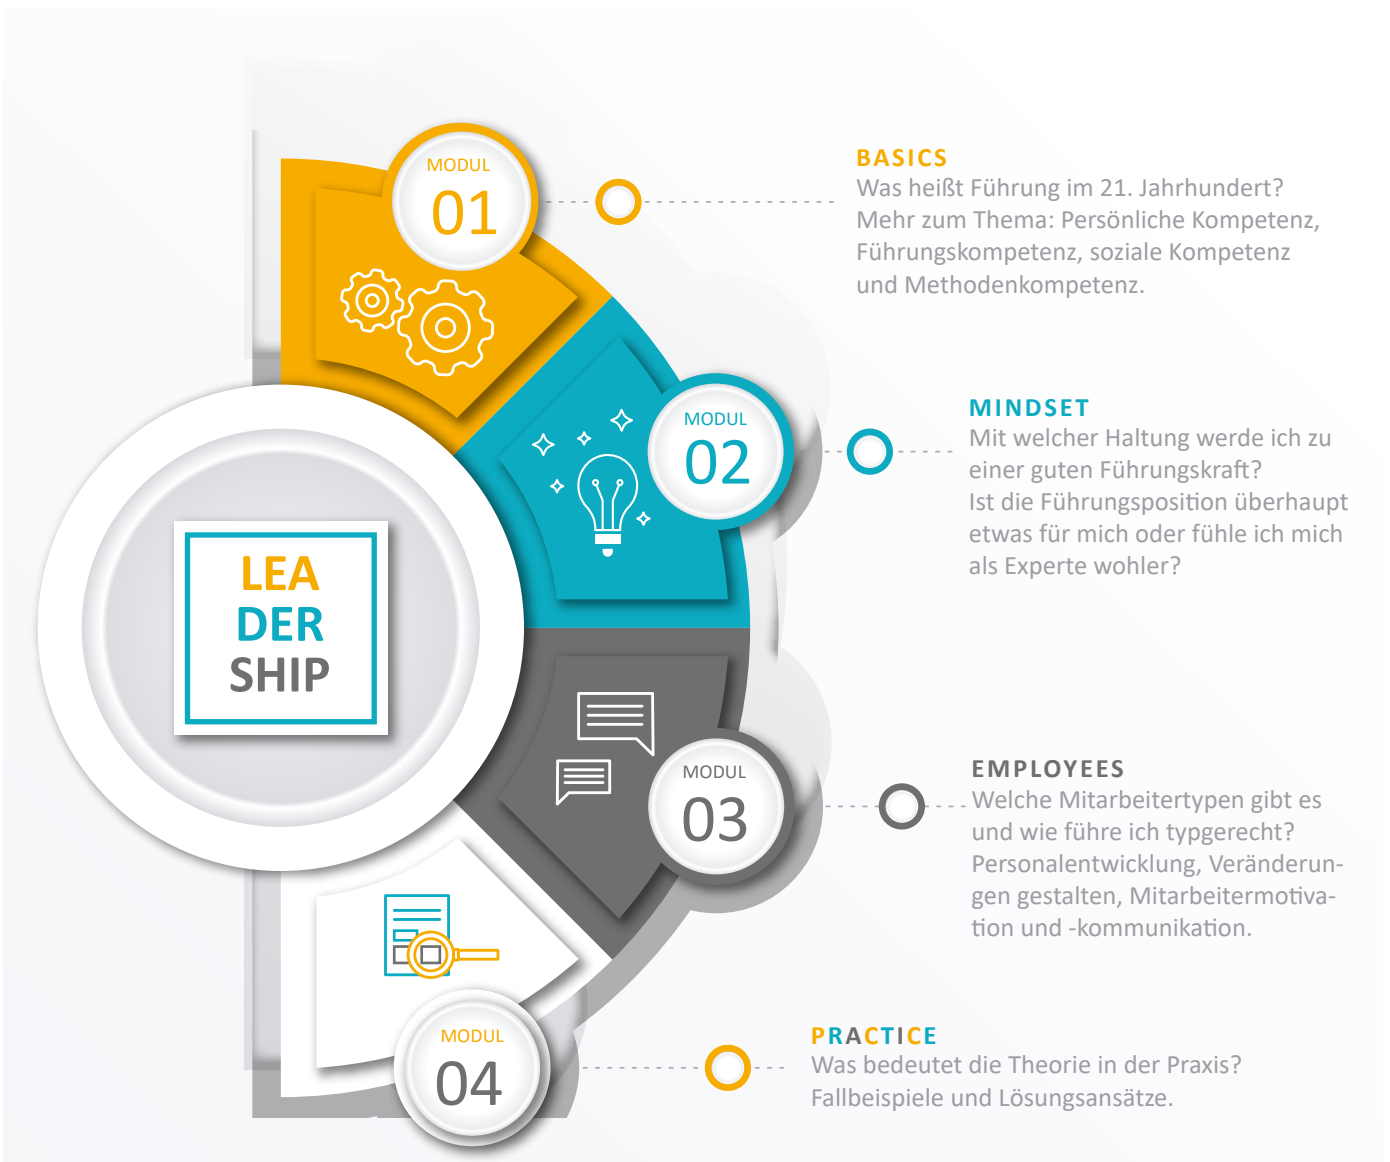 MODUL
01
BASICS
Was heißt Führung im 21. Jahrhundert?
Mehr zum Thema: Persönliche Kompetenz,
Führungskompetenz, soziale Kompetenz
und Methodenkompetenz.
MODUL
02
MINDSET
Mit welcher Haltung werde ich zu
einer guten Führungskraft?
Ist die Führungsposition überhaupt
etwas für mich oder fühle ich mich
als Experte wohler?
LEA
DER
SHIP
MODUL
03
EMPLOYEES
Welche Mitarbeitertypen gibt es
und wie führe ich typgerecht?
Personalentwicklung, Veränderun-
gen gestalten, Mitarbeitermotiva-
tion und -kommunikation.
MODUL
04
PRACTICE
Was bedeutet die Theorie in der Praxis?
Fallbeispiele und Lösungsansätze.